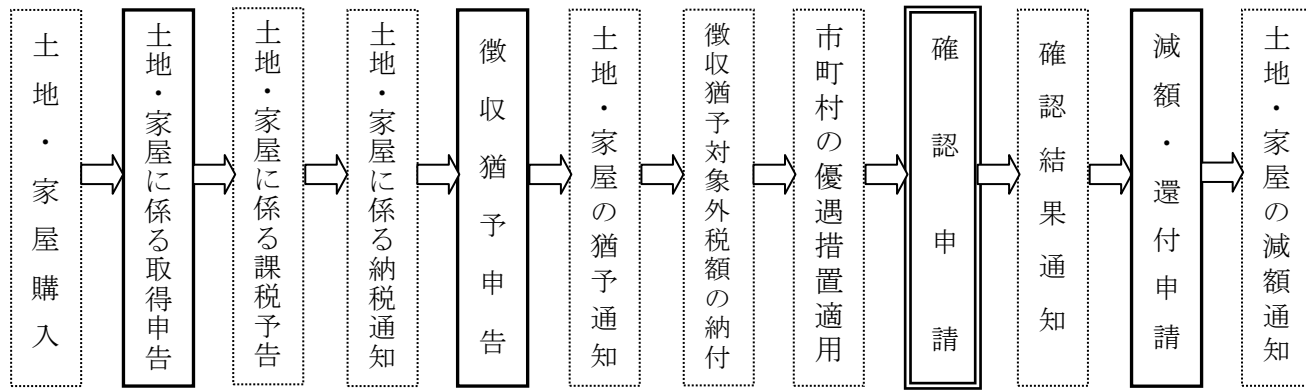 土地・家屋購入
土地・家屋に係る取得申告
土地・家屋に係る課税予告
土地・家屋に係る納税通知
徴収猶予申告
土地・家屋の猶予通知
徴収猶予対象外税額の納付
市町村の優遇措置適用
確認申請
確認結果通知
減額・還付申請
土地・家屋の減額通知